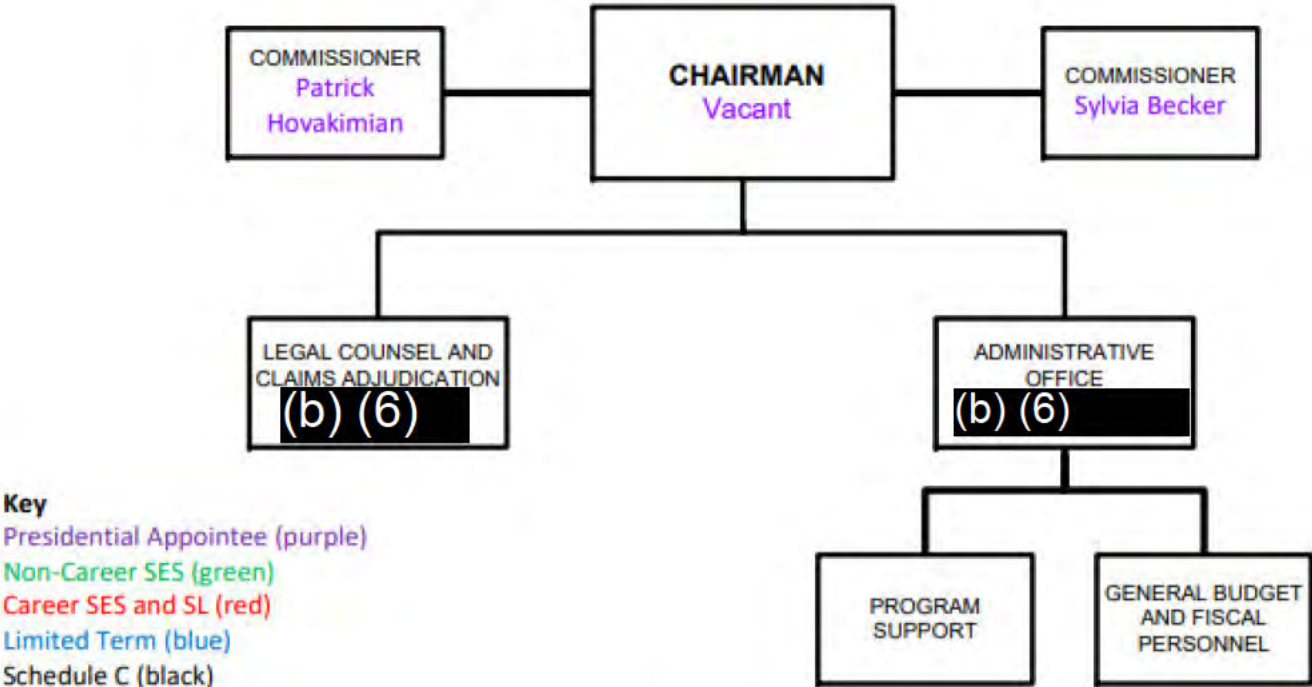 COMMISSIONER
Patrick
Hovakimian
CHAIRMAN
Vacant
COMMISSIONER
Sylvia Becker
LEGAL COUNSEL AND
CLAIMS ADJUDICATION
(b) (6)
ADMINISTRATIVE
OFFICE
(b) (6)
PROGRAM
SUPPORT
GENERAL BUDGET
AND FISCAL
PERSONNEL
Key
Presidential Appointee (purple)
Non-Career SES (green)
Career SES and SL (red)
Limited Term (blue)
Schedule C (black)